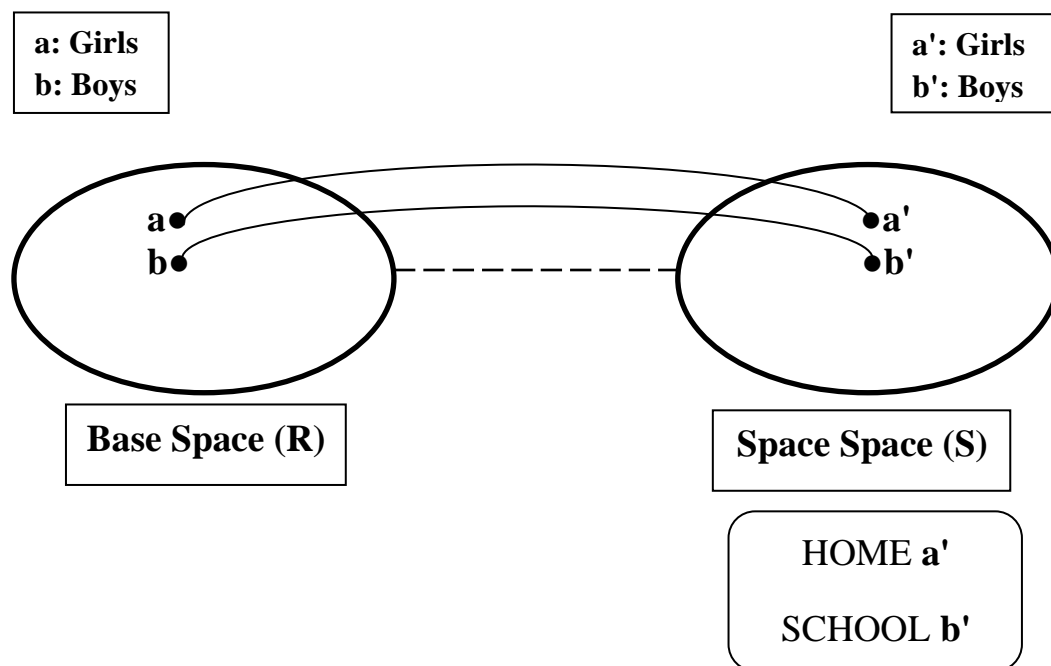 a: Girls
b: Boys
a': Girls
b': Boys
a
b
a'
b'
Base Space (R)
Space Space (S)
HOME a'
SCHOOL b'